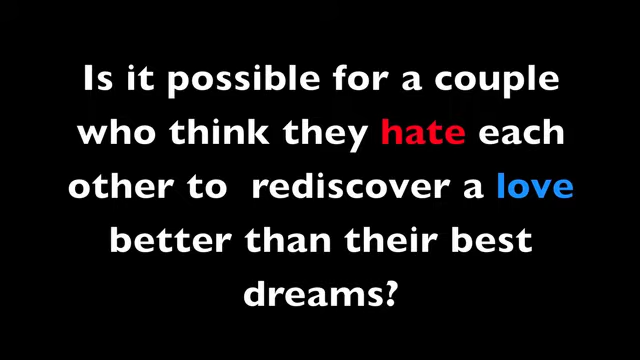 Is it possible for a couple
who think they hate each
other to  rediscover a love
better than their best
dreams?